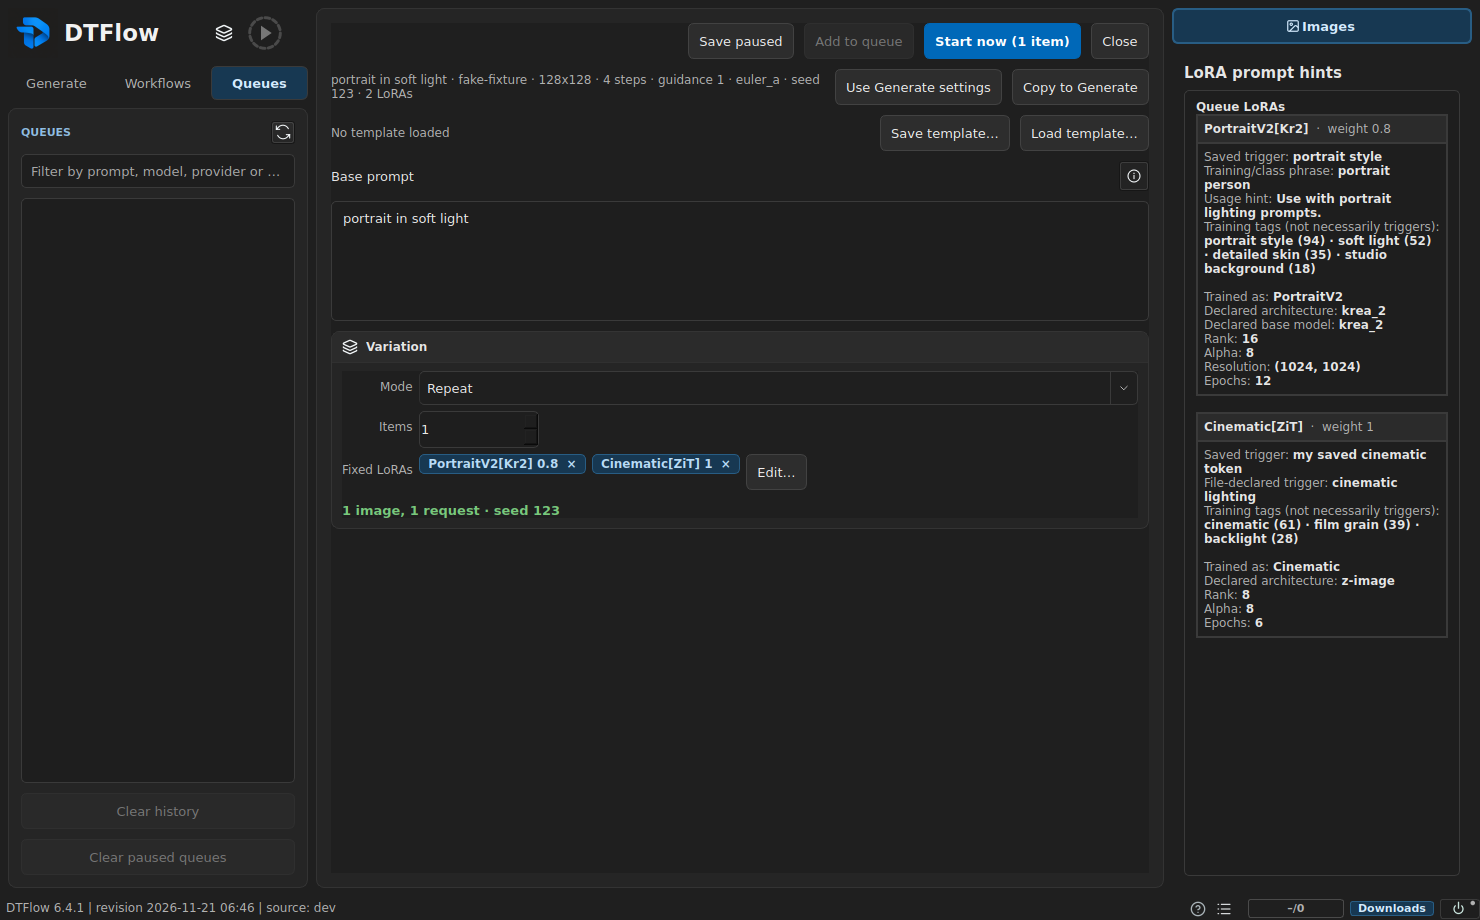 DTFlow
Generate
Workflows
Queues
QUEUES
Filter by prompt, model, provider or ...
Clear history
Clear paused queues
Save paused
Add to queue
Start now (1 item)
Close
portrait in soft light · fake-fixture · 128x128 · 4 steps · guidance 1 · euler_a · seed
123 · 2 LoRAs
Use Generate settings
Copy to Generate
No template loaded
Save template...
Load template...
Base prompt
portrait in soft light
Variation
Mode
Repeat
Items
1
Fixed LoRAs
PortraitV2[Kr2] 0.8 ×
Cinematic[ZiT] 1 ×
Edit...
1 image, 1 request · seed 123
Images
LoRA prompt hints
Queue LoRAs
PortraitV2[Kr2] · weight 0.8
Saved trigger: portrait style
Training/class phrase: portrait
person
Usage hint: Use with portrait
lighting prompts.
Training tags (not necessarily triggers):
portrait style (94) · soft light (52)
· detailed skin (35) · studio
background (18)
Trained as: PortraitV2
Declared architecture: krea_2
Declared base model: krea_2
Rank: 16
Alpha: 8
Resolution: (1024, 1024)
Epochs: 12
Cinematic[ZiT] · weight 1
Saved trigger: my saved cinematic
token
File-declared trigger: cinematic
lighting
Training tags (not necessarily triggers):
cinematic (61) · film grain (39) ·
backlight (28)
Trained as: Cinematic
Declared architecture: z-image
Rank: 8
Alpha: 8
Epochs: 6
DTFlow 6.4.1 | revision 2026-11-21 06:46 | source: dev
-/0
Downloads